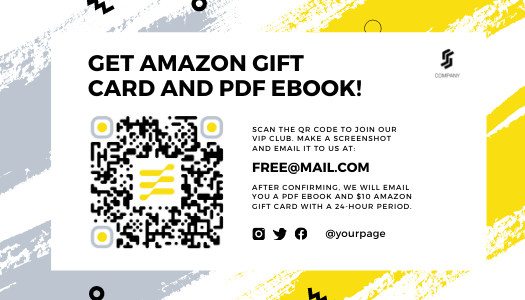 GET AMAZON GIFT
CARD AND PDF EBOOK!
COMPANY
SCAN THE QR CODE TO JOIN OUR
VIP CLUB. MAKE A SCREENSHOT
AND EMAIL IT TO US AT:
FREE@MAIL.COM
AFTER CONFIRMING, WE WILL EMAIL
YOU A PDF EBOOK AND $10 AMAZON
GIFT CARD WITH A 24-HOUR PERIOD.
@yourpage